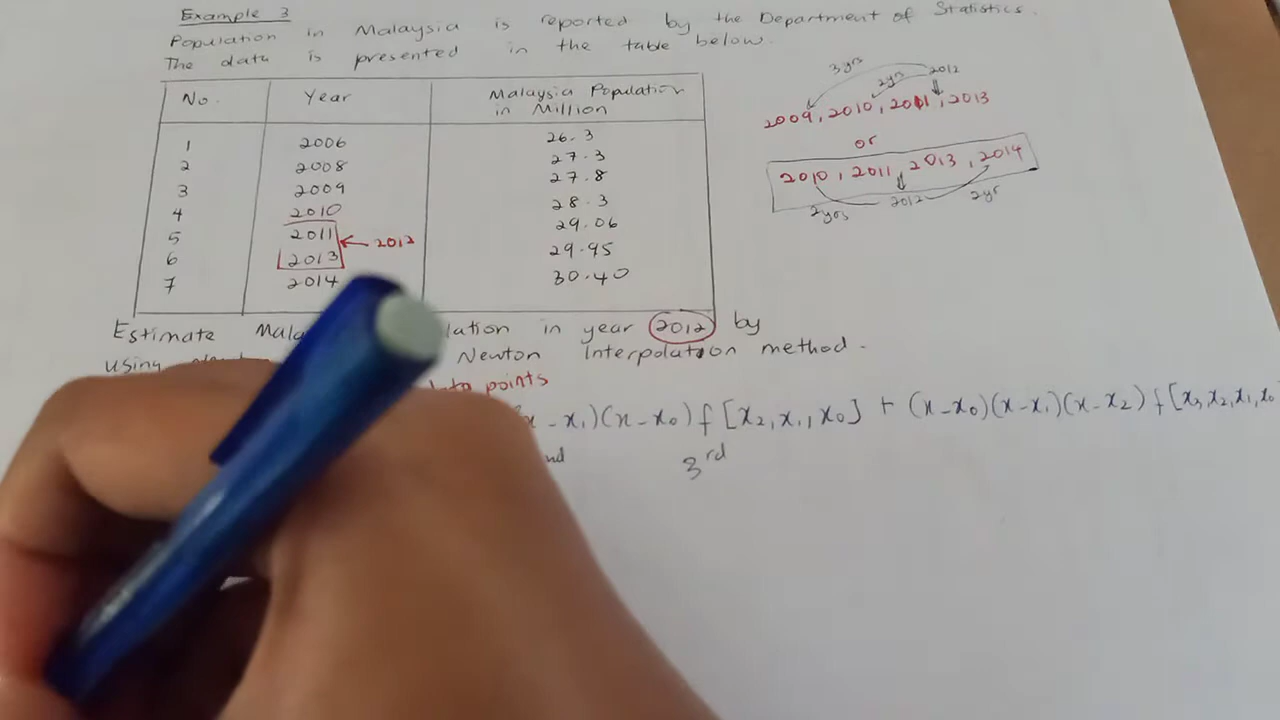 Example 3
Population in Malaysia is reported by the Department of Statistics.
The data is presented in the table below.
No. Year Malaysia Population in Million
1 2006 26.3
2 2008 27.3
3 2009 27.8
4 2010 28.3
5 2011 29.06
6 2013 29.95
7 2014 30.40
← 2012
3yrs 2yrs 2012
2009, 2010, 2011, 2013
or
2010, 2011, 2013, 2014
2yrs 2012 2yr
Estimate in year 2012 by
using Newton Interpolation method.
points
- x₁)(x-x₀) f[x₂,x₁,x₀] + (x-x₀)(x-x₁)(x-x₂) f[x₃,x₂,x₁,x₀
3rd